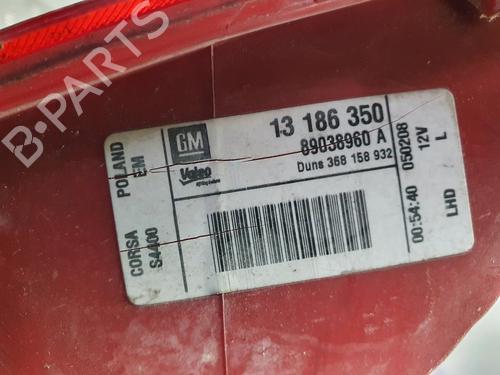 GM
13 186 350
89038960 A
Duns 368 158 932
Valeo
POLAND
CORSA
S4400
00:54:40 050208
12V
LHD
L
B-PARTS